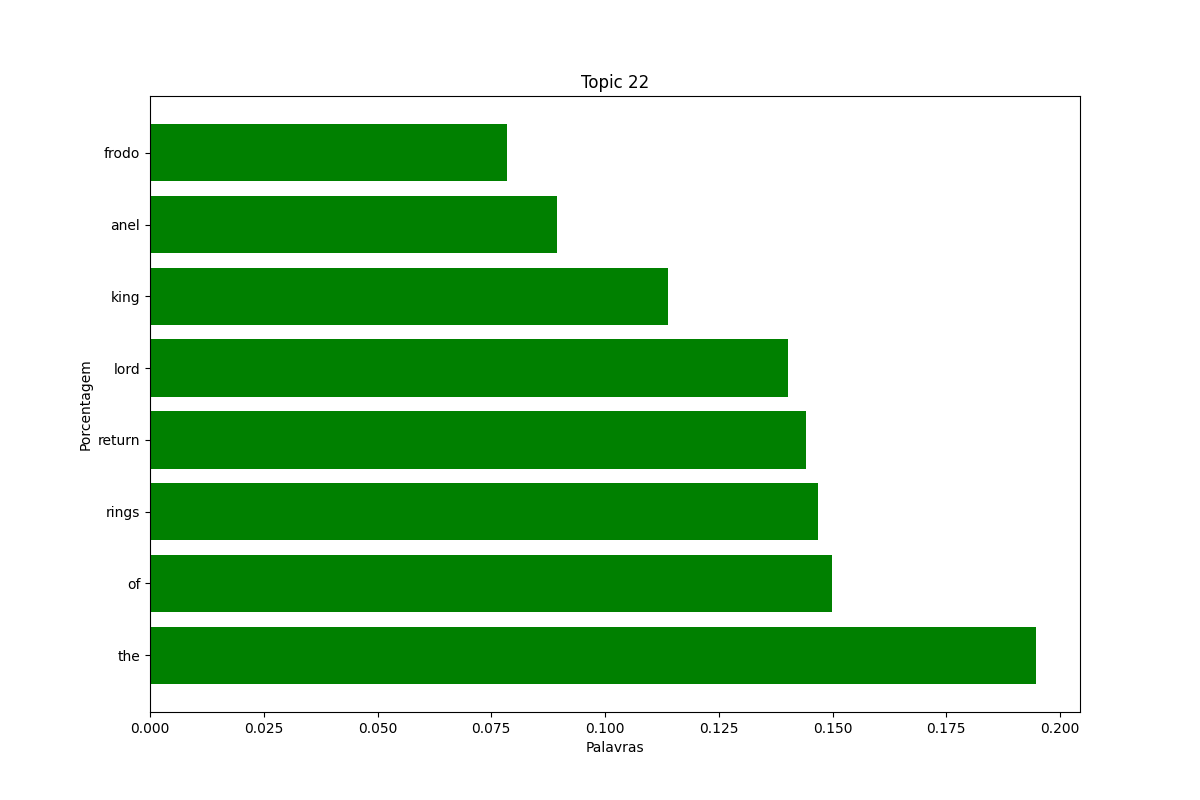 Topic 22
frodo
anel
king
lord
return
rings
of
the
Porcentagem
0.000 0.025 0.050 0.075 0.100 0.125 0.150 0.175 0.200
Palavras